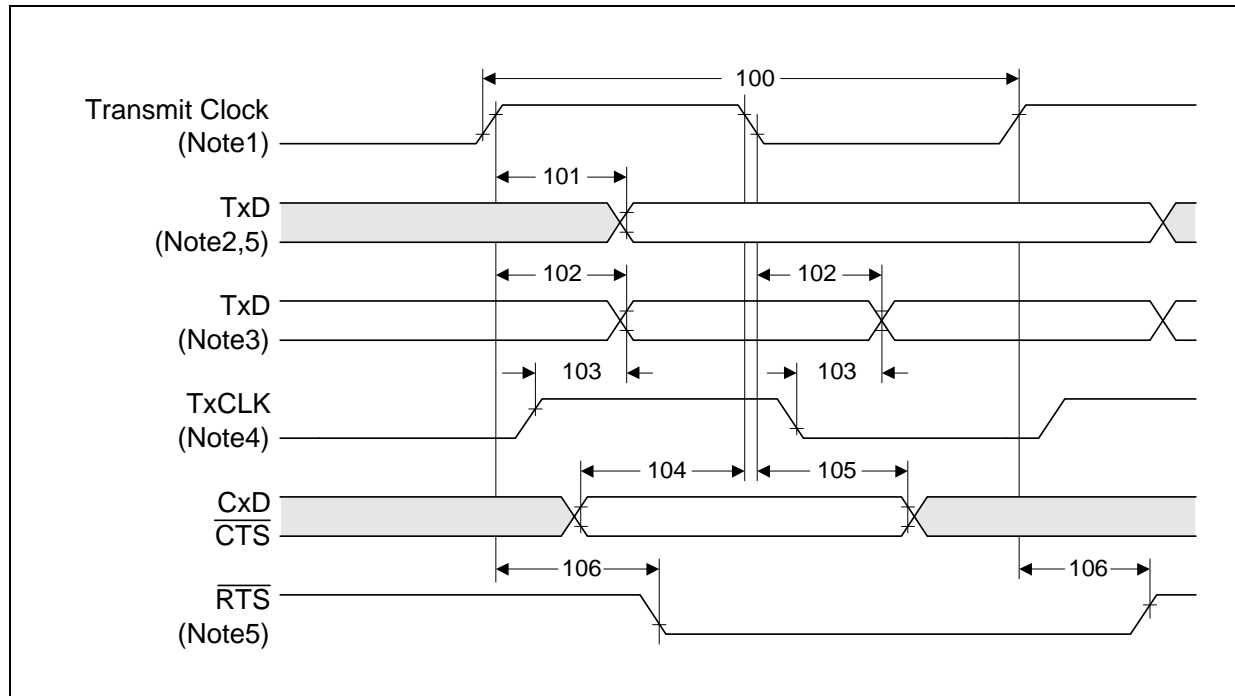 100
Transmit Clock
(Note1)
101
TxD
(Note2,5)
102 102
TxD
(Note3)
103 103
TxCLK
(Note4)
104 105
CxD
CTS
106 106
RTS
(Note5)